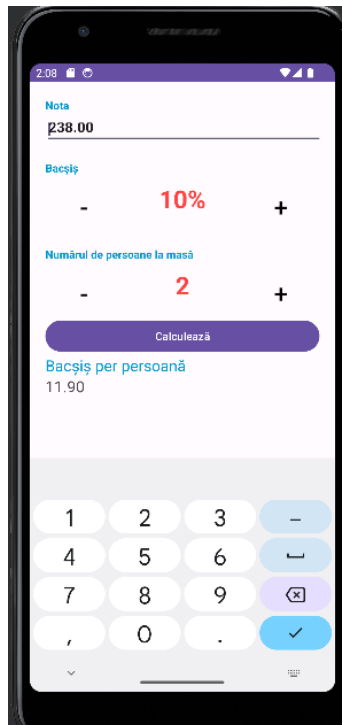 2:08
Nota
238.00
Bacșiș
- 10% +
Numărul de persoane la masă
- 2 +
Calculează
Bacșiș per persoană
11.90
1 2 3 –
4 5 6
7 8 9
, 0 .